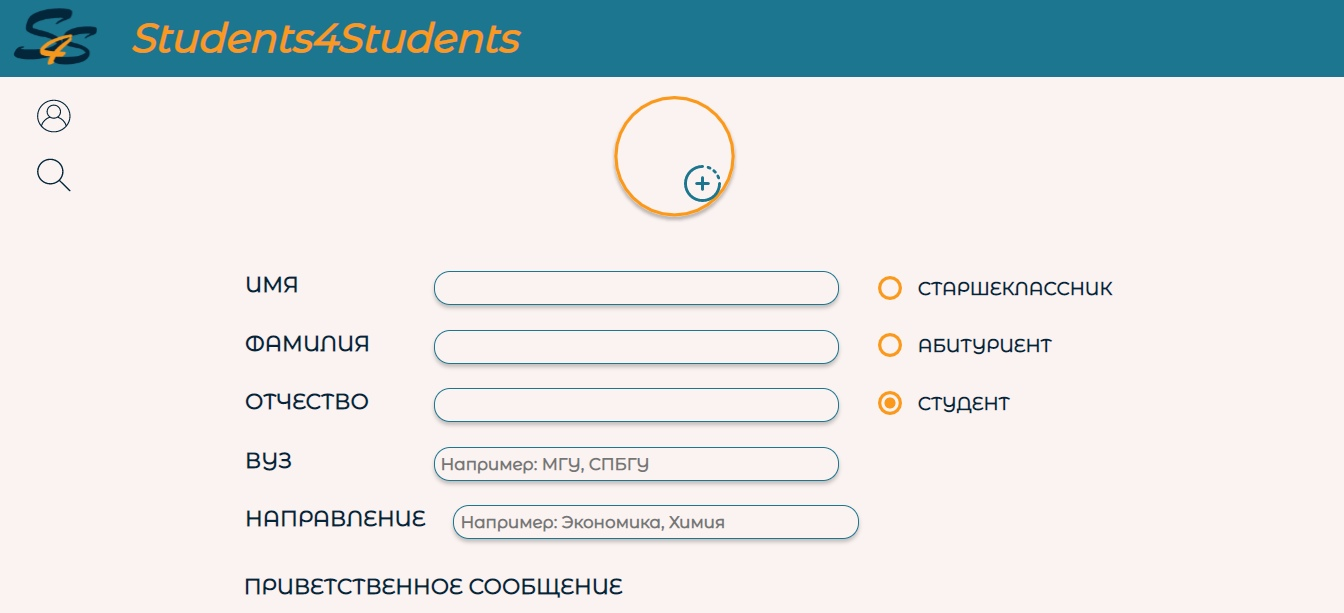 S4S Students4Students
ИМЯ
СТАРШЕКЛАССНИК
ФАМИЛИЯ
АБИТУРИЕНТ
ОТЧЕСТВО
СТУДЕНТ
ВУЗ Например: МГУ, СПБГУ
НАПРАВЛЕНИЕ Например: Экономика, Химия
ПРИВЕТСТВЕННОЕ СООБЩЕНИЕ